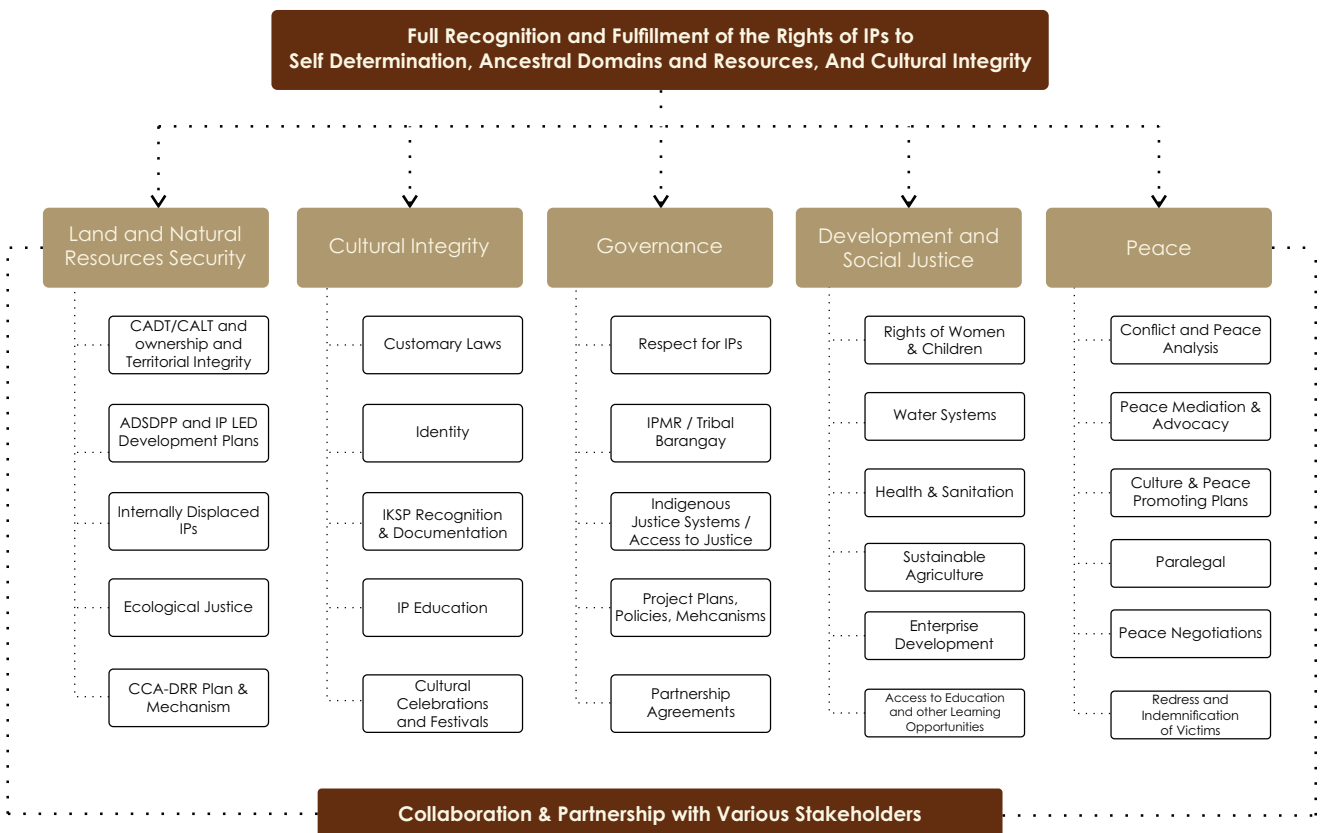 Full Recognition and Fulfillment of the Rights of IPs to
Self Determination, Ancestral Domains and Resources, And Cultural Integrity
Land and Natural
Resources Security
CADT/CALT and
ownership and
Territorial Integrity
ADSDPP and IP LED
Development Plans
Internally Displaced
IPs
Ecological Justice
CCA-DRR Plan &
Mechanism
Cultural Integrity
Customary Laws
Identity
IKSP Recognition
& Documentation
IP Education
Cultural
Celebrations
and Festivals
Governance
Respect for IPs
IPMR / Tribal
Barangay
Indigenous
Justice Systems /
Access to Justice
Project Plans,
Policies, Mehcanisms
Partnership
Agreements
Development and
Social Justice
Rights of Women
& Children
Water Systems
Health & Sanitation
Sustainable
Agriculture
Enterprise
Development
Access to Education
and other Learning
Opportunities
Peace
Conflict and Peace
Analysis
Peace Mediation &
Advocacy
Culture & Peace
Promoting Plans
Paralegal
Peace Negotiations
Redress and
Indemnification
of Victims
Collaboration & Partnership with Various Stakeholders